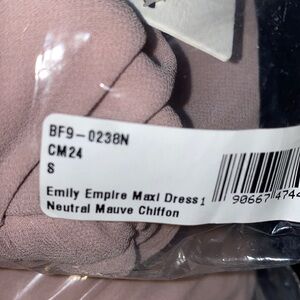 BF9-0238N
CM24
S
Emily Empire Maxi Dress 1
Neutral Mauve Chiffon